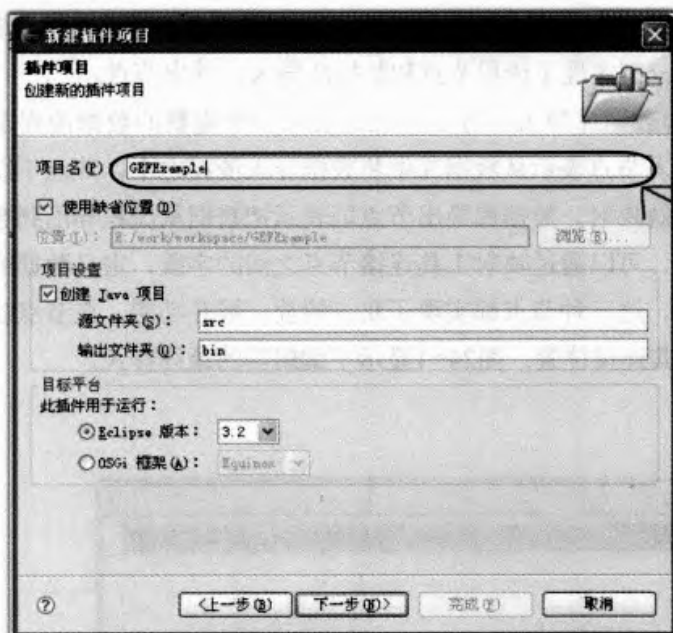 新建插件项目
插件项目
创建新的插件项目
项目名(P) GEFExample
使用缺省位置(D)
位置(L): E:/work/workspace/GEFExample 浏览(R)...
项目设置
创建 Java 项目
源文件夹(S): src
输出文件夹(O): bin
目标平台
此插件用于运行:
Eclipse 版本: 3.2
OSGi 框架(A): Equinox
<上一步(B) 下一步(N)> 完成(F) 取消